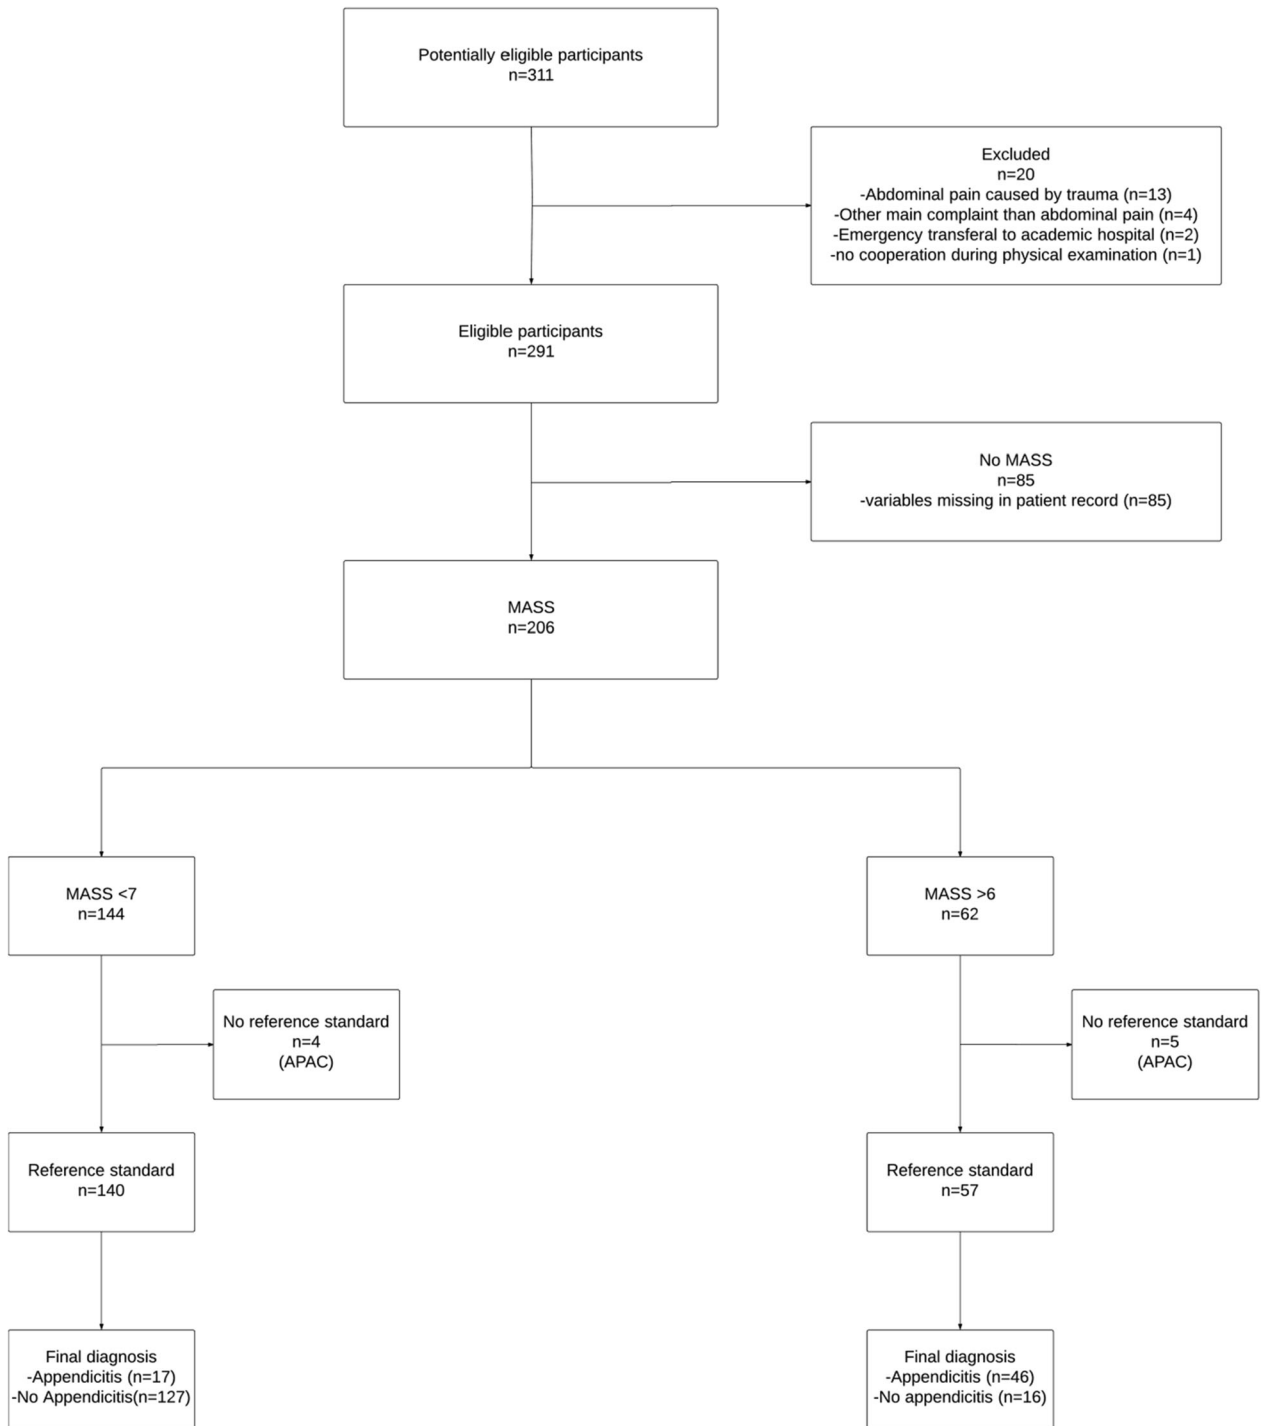 Potentially eligible participants
n=311
Excluded
n=20
-Abdominal pain caused by trauma (n=13)
-Other main complaint than abdominal pain (n=4)
-Emergency transferal to academic hospital (n=2)
-no cooperation during physical examination (n=1)
Eligible participants
n=291
No MASS
n=85
-variables missing in patient record (n=85)
MASS
n=206
MASS <7
n=144
MASS >6
n=62
No reference standard
n=4
(APAC)
No reference standard
n=5
(APAC)
Reference standard
n=140
Reference standard
n=57
Final diagnosis
-Appendicitis (n=17)
-No Appendicitis(n=127)
Final diagnosis
-Appendicitis (n=46)
-No appendicitis (n=16)